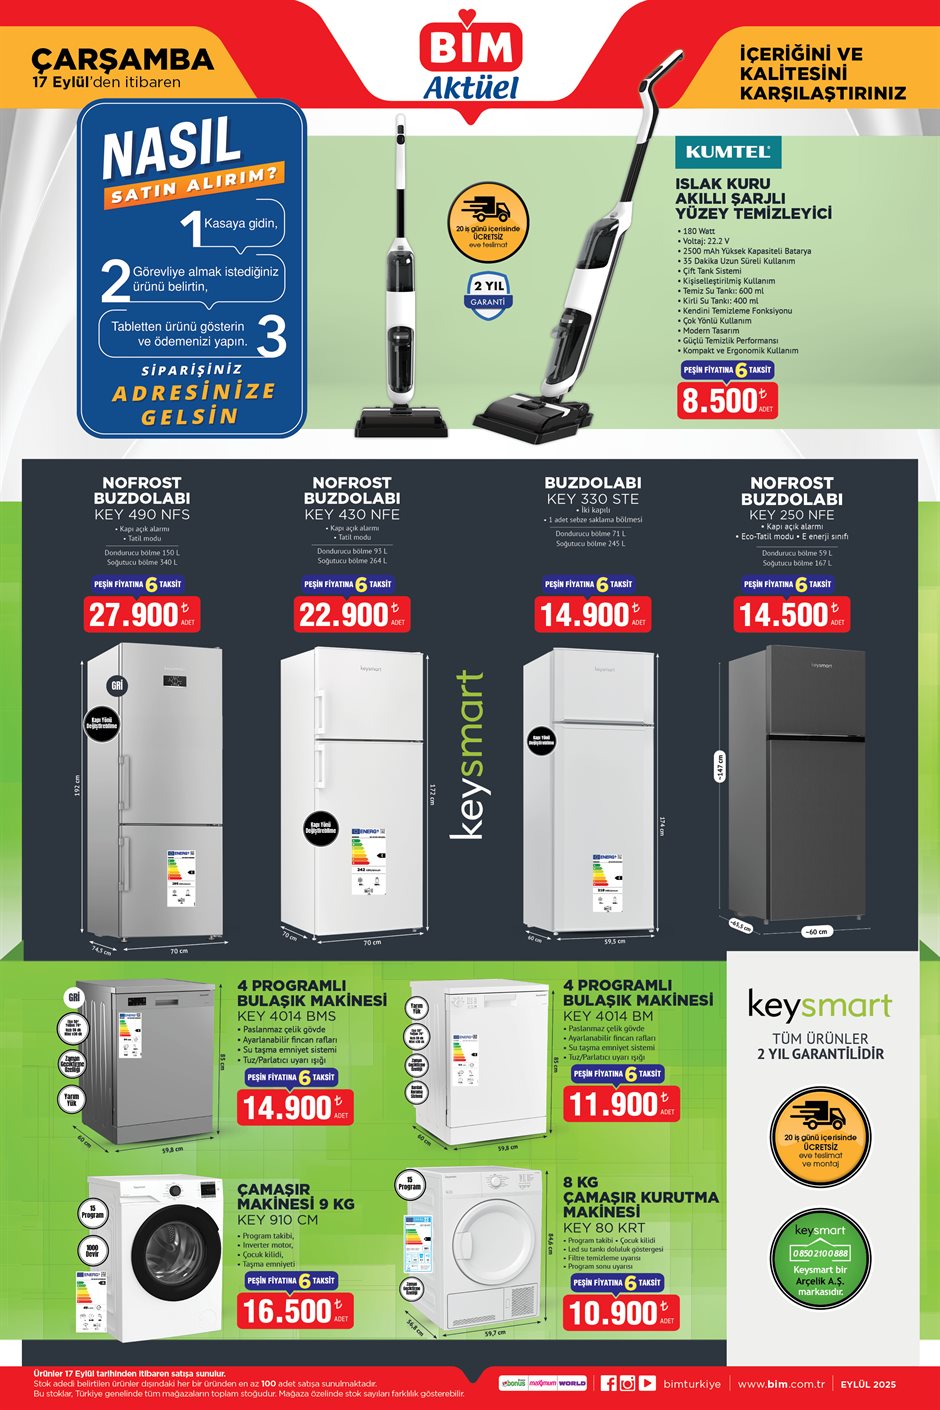 ÇARŞAMBA
17 Eylül'den itibaren
BİM
Aktüel
İÇERİĞİNİ VE
KALİTESİNİ
KARŞILAŞTIRINIZ
NASIL
SATIN ALIRIM?
1 Kasaya gidin,
2 Görevliye almak istediğiniz
ürünü belirtin,
Tabletten ürünü gösterin
ve ödemenizi yapın. 3
SİPARİŞİNİZ
ADRESİNİZE
GELSİN
20 iş günü içerisinde
ÜCRETSİZ
eve teslimat
2 YIL
GARANTİ
KUMTEL
ISLAK KURU
AKILLI ŞARJLI
YÜZEY TEMİZLEYİCİ
• 180 Watt
• Voltaj: 22.2 V
• 2500 mAh Yüksek Kapasiteli Batarya
• 35 Dakika Uzun Süreli Kullanım
• Çift Tank Sistemi
• Kişiselleştirilmiş Kullanım
• Temiz Su Tankı: 600 ml
• Kirli Su Tankı: 400 ml
• Kendini Temizleme Fonksiyonu
• Çok Yönlü Kullanım
• Modern Tasarım
• Güçlü Temizlik Performansı
• Kompakt ve Ergonomik Kullanım
PEŞİN FİYATINA 6 TAKSİT
8.500₺ ADET
NOFROST
BUZDOLABI
KEY 490 NFS
• Kapı açık alarmı
• Tatil modu
Dondurucu bölme 150 L
Soğutucu bölme 340 L
PEŞİN FİYATINA 6 TAKSİT
27.900₺ ADET
GRİ
Kapı Yönü
Değiştirebilme
192 cm
74,5 cm
70 cm
NOFROST
BUZDOLABI
KEY 430 NFE
• Kapı açık alarmı
• Tatil modu
Dondurucu bölme 93 L
Soğutucu bölme 264 L
PEŞİN FİYATINA 6 TAKSİT
22.900₺ ADET
keysmart
Kapı Yönü
Değiştirebilme
172 cm
70 cm
70 cm
keysmart
BUZDOLABI
KEY 330 STE
• İki kapılı
• 1 adet sebze saklama bölmesi
Dondurucu bölme 71 L
Soğutucu bölme 245 L
PEŞİN FİYATINA 6 TAKSİT
14.900₺ ADET
keysmart
Kapı Yönü
Değiştirebilme
174 cm
60 cm
59,5 cm
NOFROST
BUZDOLABI
KEY 250 NFE
• Kapı açık alarmı
• Eco-Tatil modu • E enerji sınıfı
Dondurucu bölme 59 L
Soğutucu bölme 167 L
PEŞİN FİYATINA 6 TAKSİT
14.500₺ ADET
keysmart
~147 cm
~63,5 cm
~60 cm
4 PROGRAMLI
BULAŞIK MAKİNESİ
KEY 4014 BMS
• Paslanmaz çelik gövde
• Ayarlanabilir fincan rafları
• Su taşma emniyet sistemi
• Tuz/Parlatıcı uyarı ışığı
PEŞİN FİYATINA 6 TAKSİT
14.900₺ ADET
GRİ
Zaman
Geciktirme
Özelliği
Yarım
Yük
85 cm
60 cm
59,8 cm
4 PROGRAMLI
BULAŞIK MAKİNESİ
KEY 4014 BM
• Paslanmaz çelik gövde
• Ayarlanabilir fincan rafları
• Su taşma emniyet sistemi
• Tuz/Parlatıcı uyarı ışığı
PEŞİN FİYATINA 6 TAKSİT
11.900₺ ADET
Yarım
Yük
Zaman
Geciktirme
Özelliği
85 cm
60 cm
59,8 cm
keysmart
TÜM ÜRÜNLER
2 YIL GARANTİLİDİR
20 iş günü içerisinde
ÜCRETSİZ
eve teslimat
ve montaj
keysmart
0 850 2 100 888
Keysmart bir
Arçelik A.Ş.
markasıdır.
ÇAMAŞIR
MAKİNESİ 9 KG
KEY 910 CM
• Program takibi,
• Inverter motor,
• Çocuk kilidi,
• Taşma emniyeti
PEŞİN FİYATINA 6 TAKSİT
16.500₺ ADET
15
Program
1000
Devir
8 KG
ÇAMAŞIR KURUTMA
MAKİNESİ
KEY 80 KRT
• Program takibi • Çocuk kilidi
• Led su tankı doluluk göstergesi
• Filtre temizleme uyarısı
• Program sonu uyarısı
PEŞİN FİYATINA 6 TAKSİT
10.900₺ ADET
15
Program
Zaman
Geciktirme
Özelliği
84,6 cm
56,8 cm
59,7 cm
Ürünler 17 Eylül tarihinden itibaren satışa sunulur.
Stok adedi belirtilen ürünler dışındaki her bir üründen en az 100 adet satışa sunulmaktadır.
Bu stoklar, Türkiye genelinde tüm mağazaların toplam stoğudur. Mağaza özelinde stok sayıları farklılık gösterebilir.
bonus maximum WORLD
bimturkiye
www.bim.com.tr
EYLÜL 2025